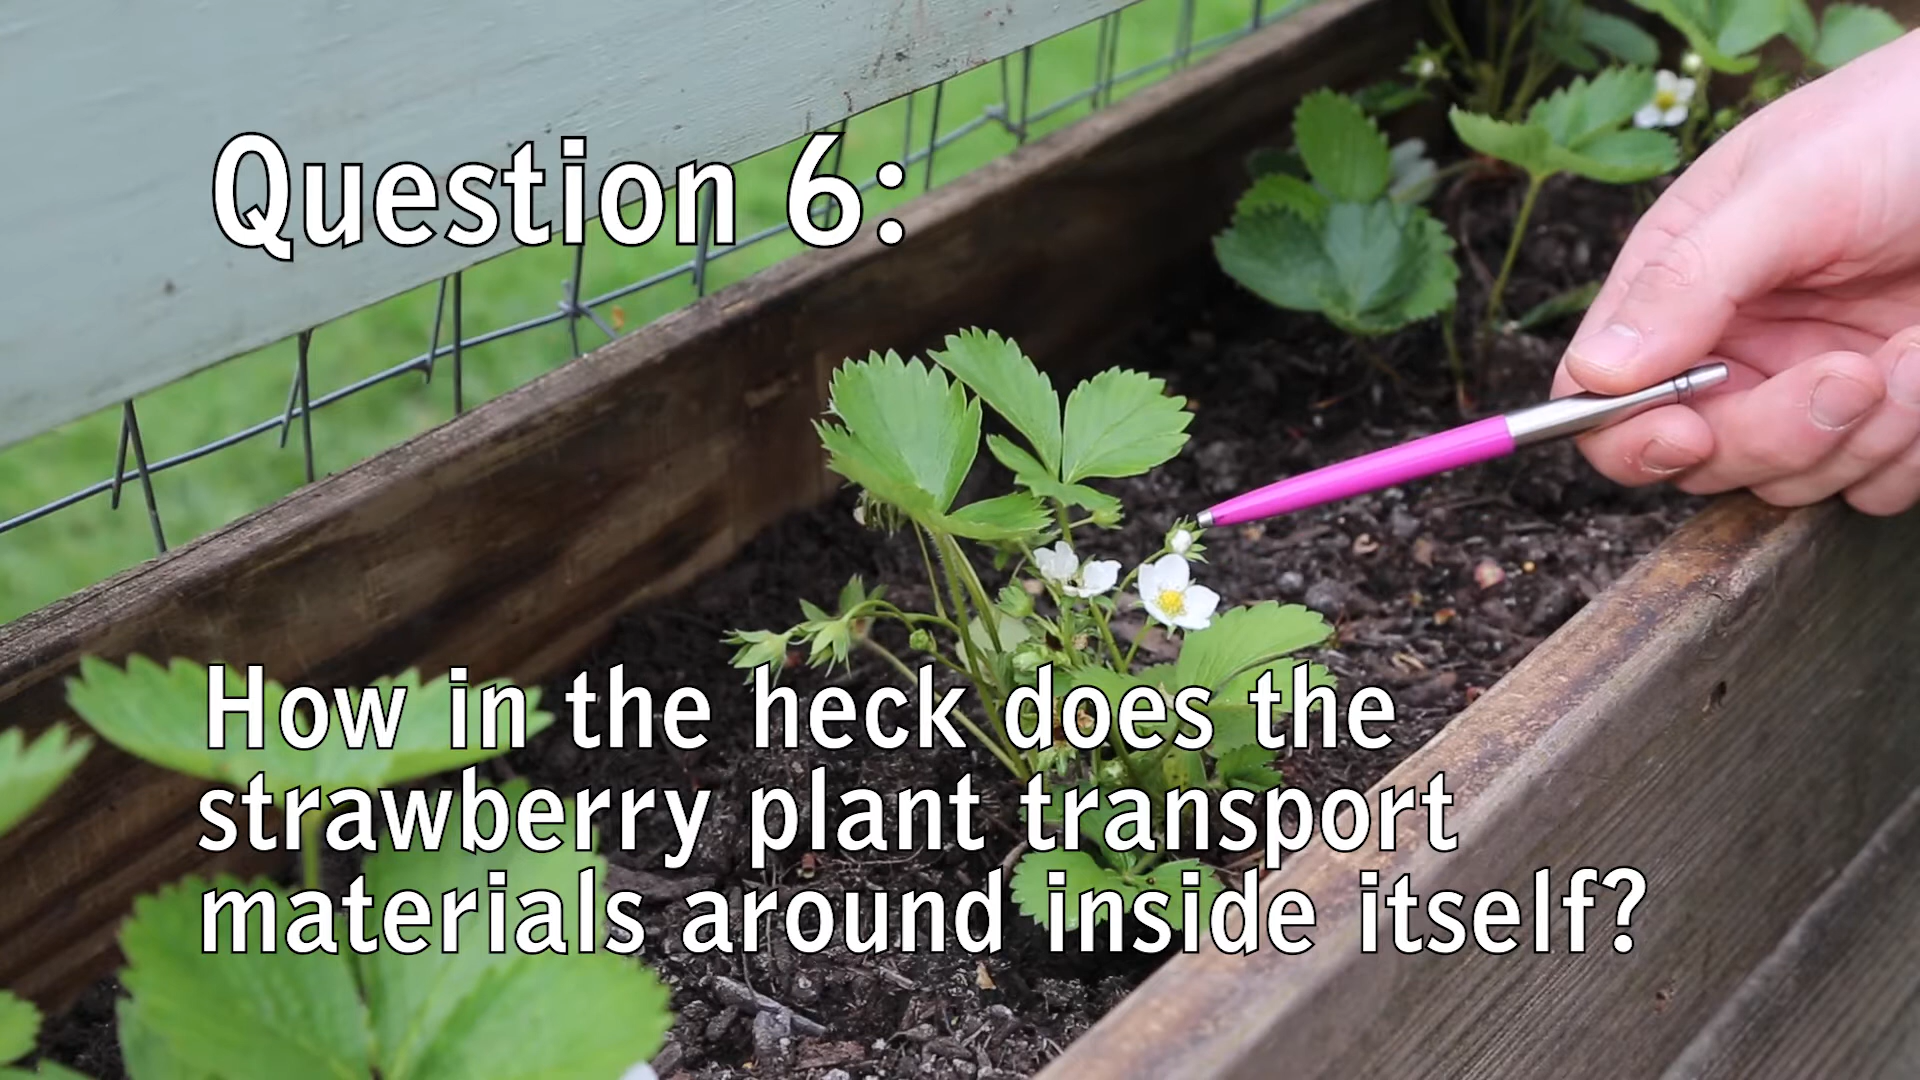 Question 6:
How in the heck does the
strawberry plant transport
materials around inside itself?